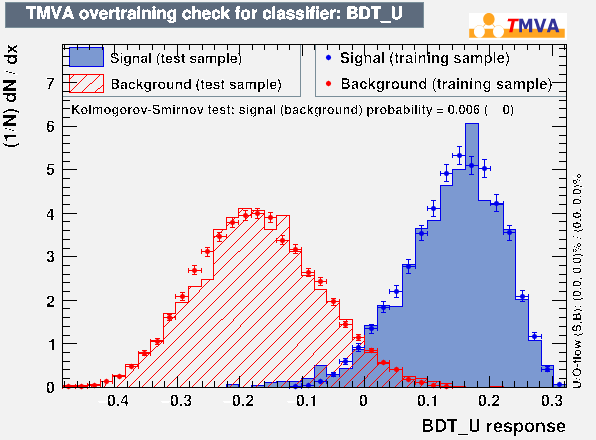 TMVA overtraining check for classifier: BDT_U
TMVA
Signal (test sample)
Signal (training sample)
Background (test sample)
Background (training sample)
Kolmogorov-Smirnov test: signal (background) probability = 0.006 ( 0)
(1/N) dN / dx
7
6
5
4
3
2
1
0
-0.4 -0.3 -0.2 -0.1 0 0.1 0.2 0.3
BDT_U response
U/O-flow (S,B): (0.0, 0.0)% / (0.0, 0.0)%